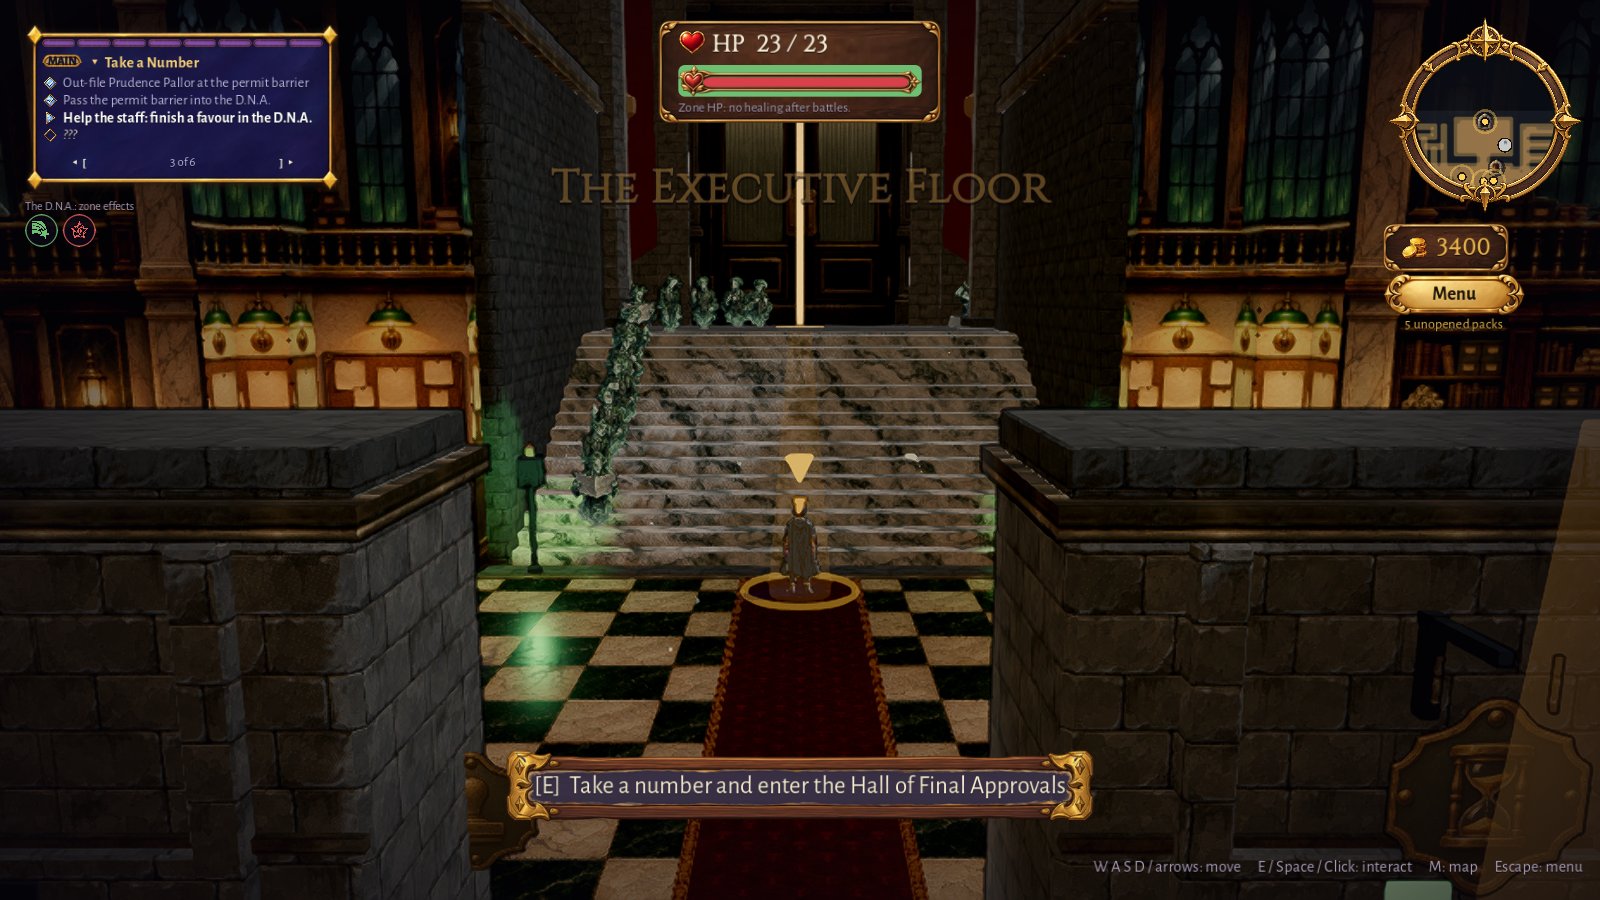 MAIN ▼ Take a Number
Out-file Prudence Pallor at the permit barrier
Pass the permit barrier into the D.N.A.
Help the staff: finish a favour in the D.N.A.
???
◂ [ 3 of 6 ] ▸
The D.N.A.: zone effects
HP 23 / 23
Zone HP: no healing after battles.
The Executive Floor
3400
Menu
5 unopened packs
[E] Take a number and enter the Hall of Final Approvals
W A S D / arrows: move E / Space / Click: interact M: map Escape: menu